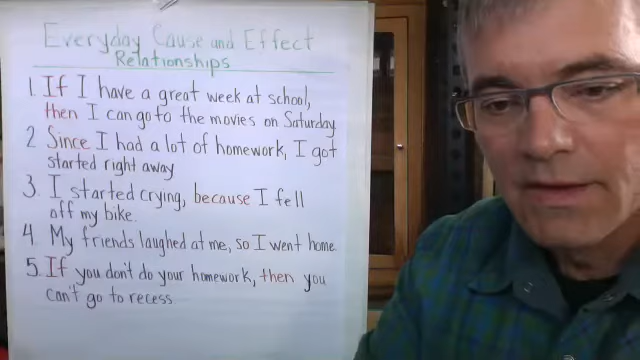 Everyday Cause and Effect
Relationships
1. If I have a great week at school,
then I can go to the movies on Saturday.
2 Since I had a lot of homework, I got
started right away
3. I started crying, because I fell
off my bike.
4. My friends laughed at me, so I went home.
5. If you don't do your homework, then you
can't go to recess